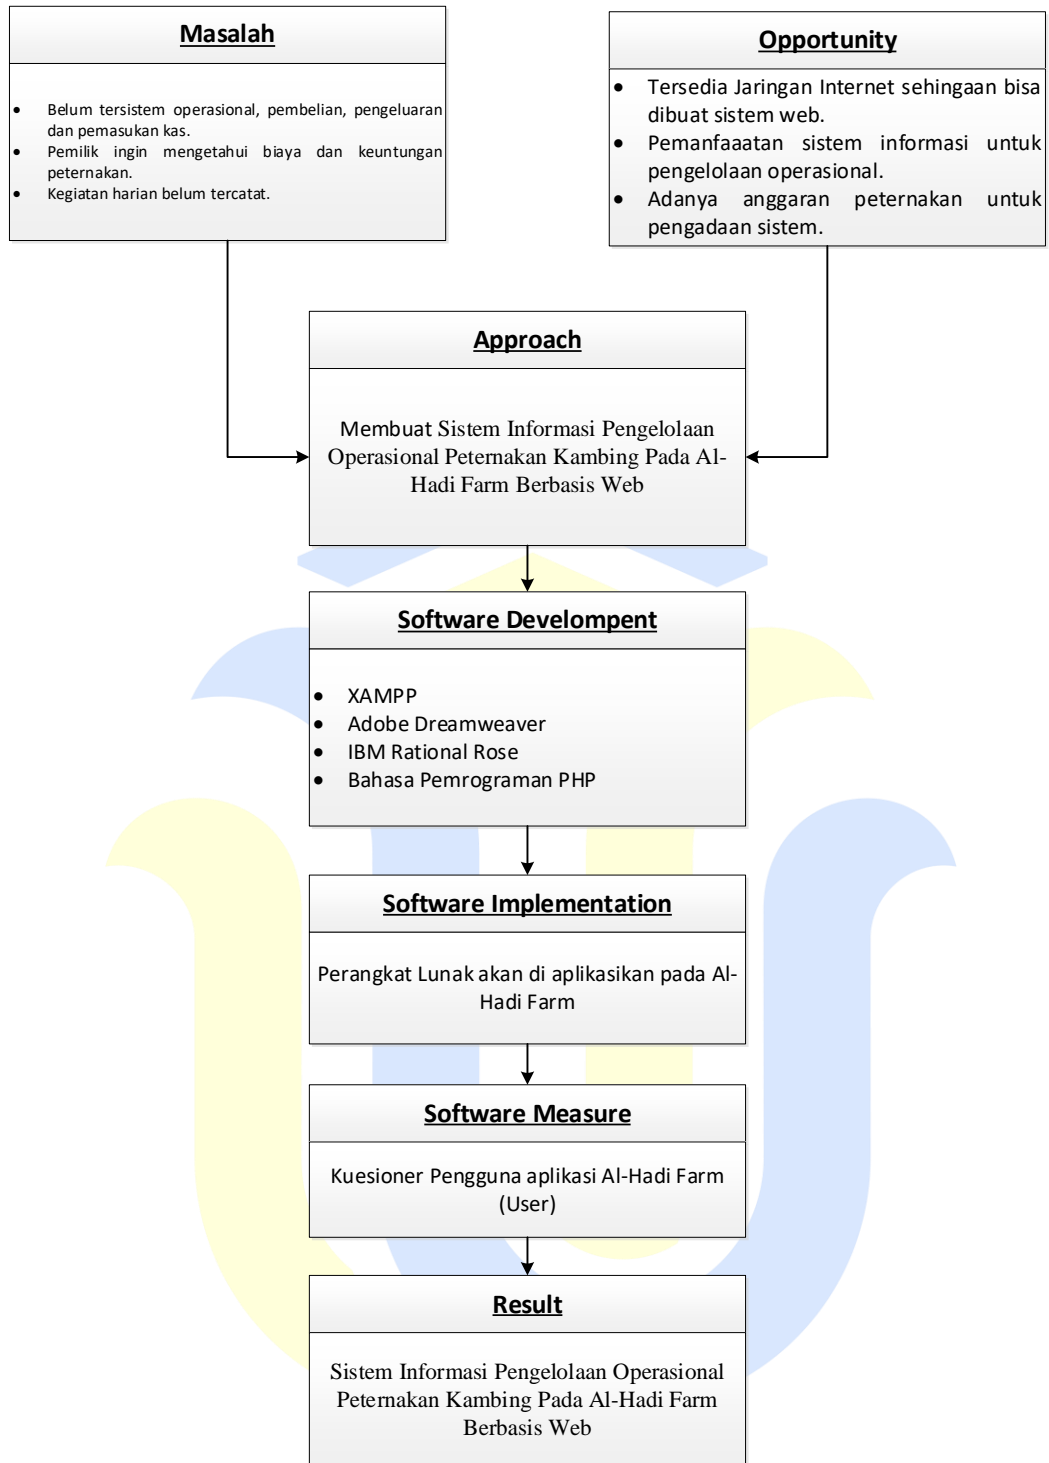 Masalah
• Belum tersistem operasional, pembelian, pengeluaran
dan pemasukan kas.
• Pemilik ingin mengetahui biaya dan keuntungan
peternakan.
• Kegiatan harian belum tercatat.
Opportunity
• Tersedia Jaringan Internet sehingaan bisa
dibuat sistem web.
• Pemanfaaatan sistem informasi untuk
pengelolaan operasional.
• Adanya anggaran peternakan untuk
pengadaan sistem.
Approach
Membuat Sistem Informasi Pengelolaan
Operasional Peternakan Kambing Pada Al-
Hadi Farm Berbasis Web
Software Develompent
• XAMPP
• Adobe Dreamweaver
• IBM Rational Rose
• Bahasa Pemrograman PHP
Software Implementation
Perangkat Lunak akan di aplikasikan pada Al-
Hadi Farm
Software Measure
Kuesioner Pengguna aplikasi Al-Hadi Farm
(User)
Result
Sistem Informasi Pengelolaan Operasional
Peternakan Kambing Pada Al-Hadi Farm
Berbasis Web